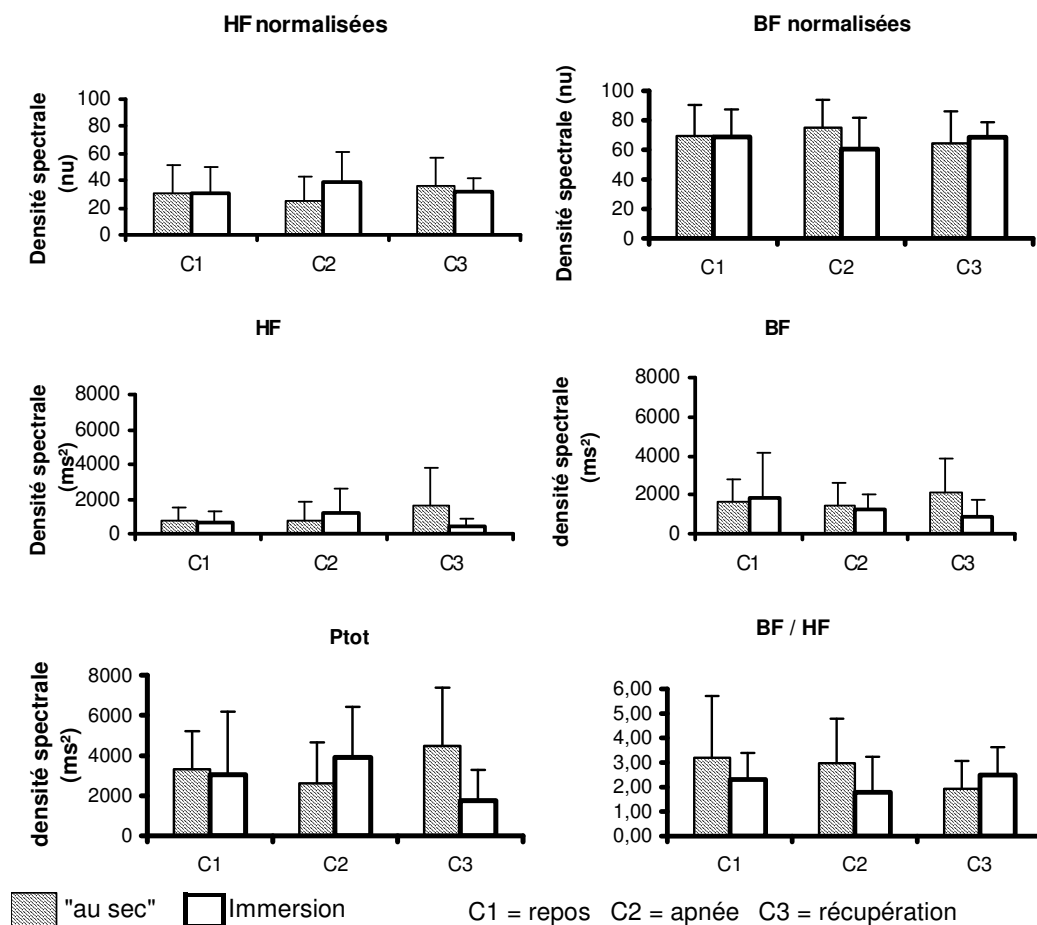 HF normalisées
Densité spectrale
(nu)
100
80
60
40
20
0
C1 C2 C3
BF normalisées
Densité spectrale (nu)
100
80
60
40
20
0
C1 C2 C3
HF
Densité spectrale
(ms²)
8000
6000
4000
2000
0
C1 C2 C3
BF
densité spectrale
(ms²)
8000
6000
4000
2000
0
C1 C2 C3
Ptot
densité spectrale
(ms²)
8000
6000
4000
2000
0
C1 C2 C3
BF / HF
6,00
5,00
4,00
3,00
2,00
1,00
0,00
C1 C2 C3
"au sec" Immersion C1 = repos C2 = apnée C3 = récupération